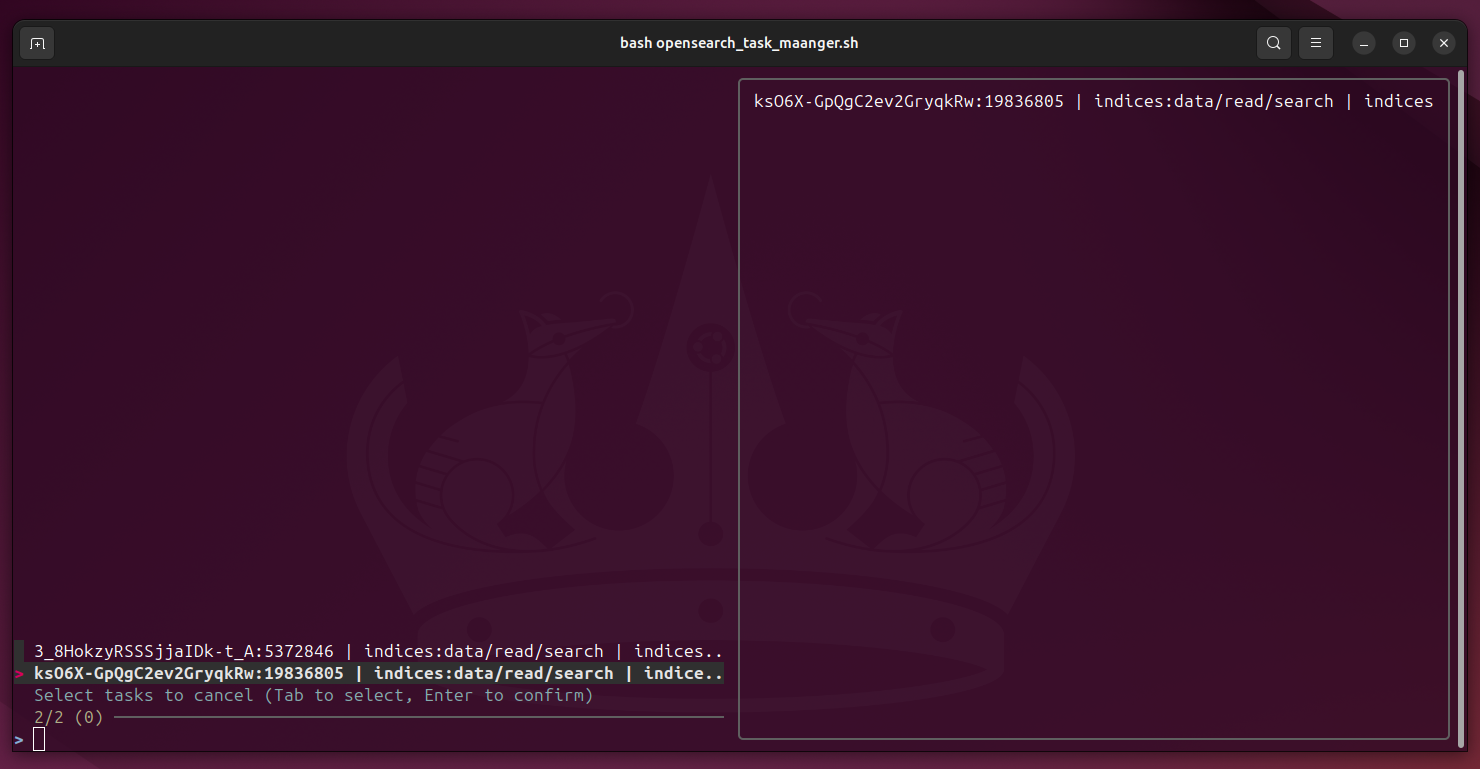 bash opensearch_task_maanger.sh
ksO6X-GpQgC2ev2GryqkRw:19836805 | indices:data/read/search | indices
3_8HokzyRSSSjjaIDk-t_A:5372846 | indices:data/read/search | indices..
> ksO6X-GpQgC2ev2GryqkRw:19836805 | indices:data/read/search | indice..
Select tasks to cancel (Tab to select, Enter to confirm)
2/2 (0)
>